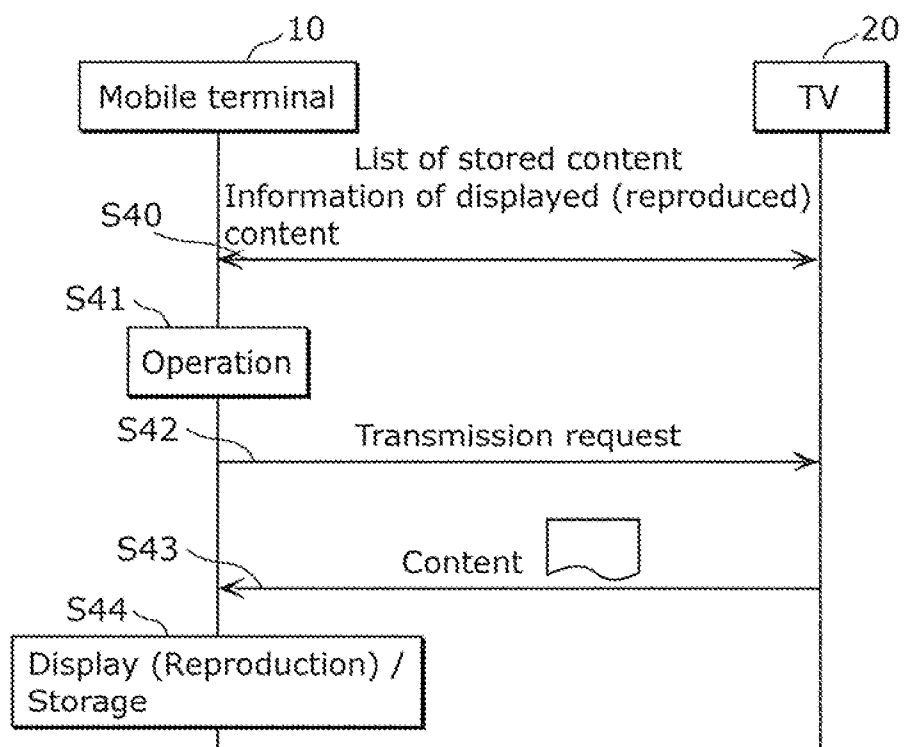 10
20
Mobile terminal
TV
List of stored content
Information of displayed (reproduced)
content
S40
S41
Operation
S42
Transmission request
S43
Content
S44
Display (Reproduction) /
Storage